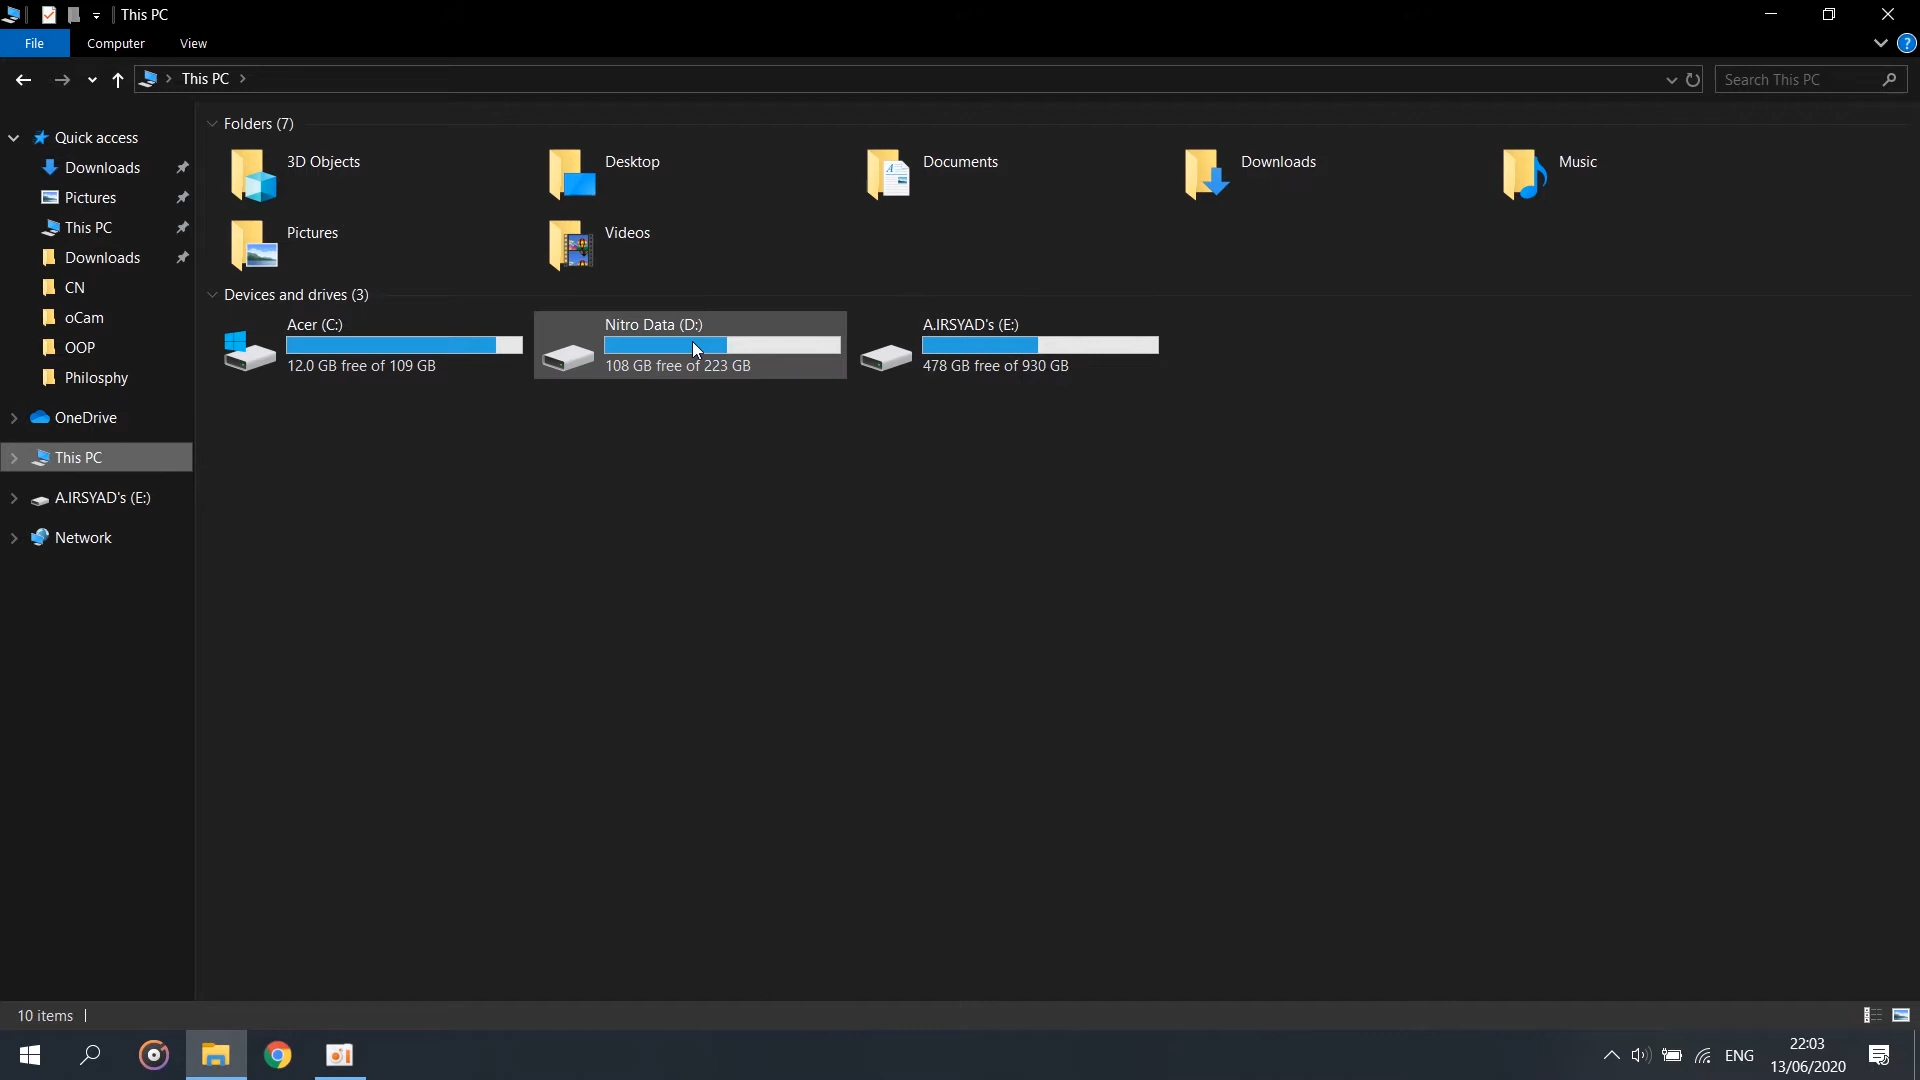 This PC
File Computer View
This PC
Search This PC
Quick access
Downloads
Pictures
This PC
Downloads
CN
oCam
OOP
Philosphy
OneDrive
This PC
A.IRSYAD's (E:)
Network
Folders (7)
3D Objects
Desktop
Documents
Downloads
Music
Pictures
Videos
Devices and drives (3)
Acer (C:)
12.0 GB free of 109 GB
Nitro Data (D:)
108 GB free of 223 GB
A.IRSYAD's (E:)
478 GB free of 930 GB
10 items
ENG
22:03
13/06/2020